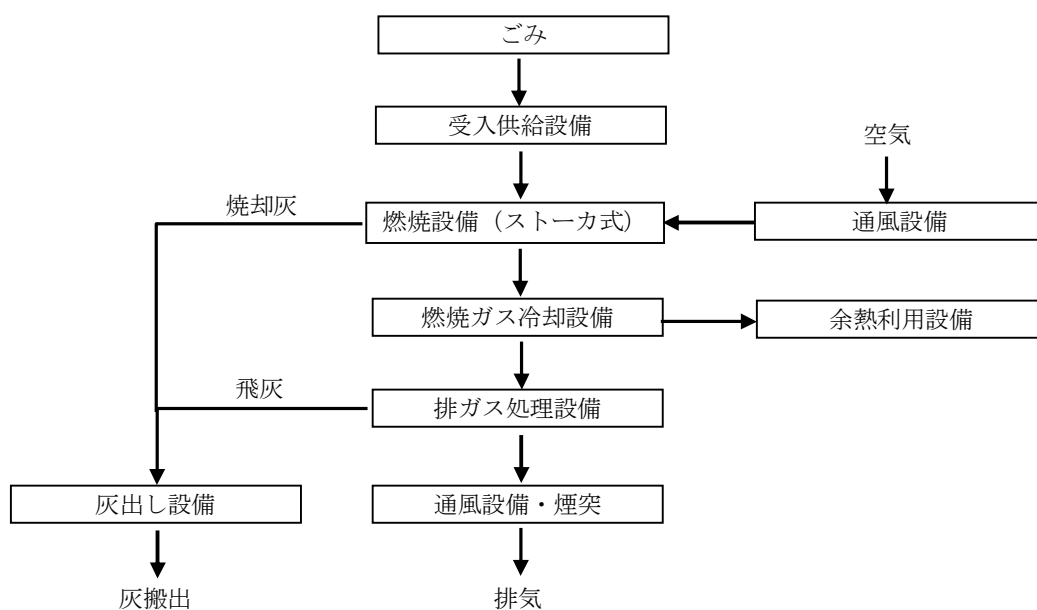 ごみ
受入供給設備
空気
焼却灰
燃焼設備（ストーカ式）
通風設備
燃焼ガス冷却設備
余熱利用設備
飛灰
排ガス処理設備
灰出し設備
通風設備・煙突
灰搬出
排気